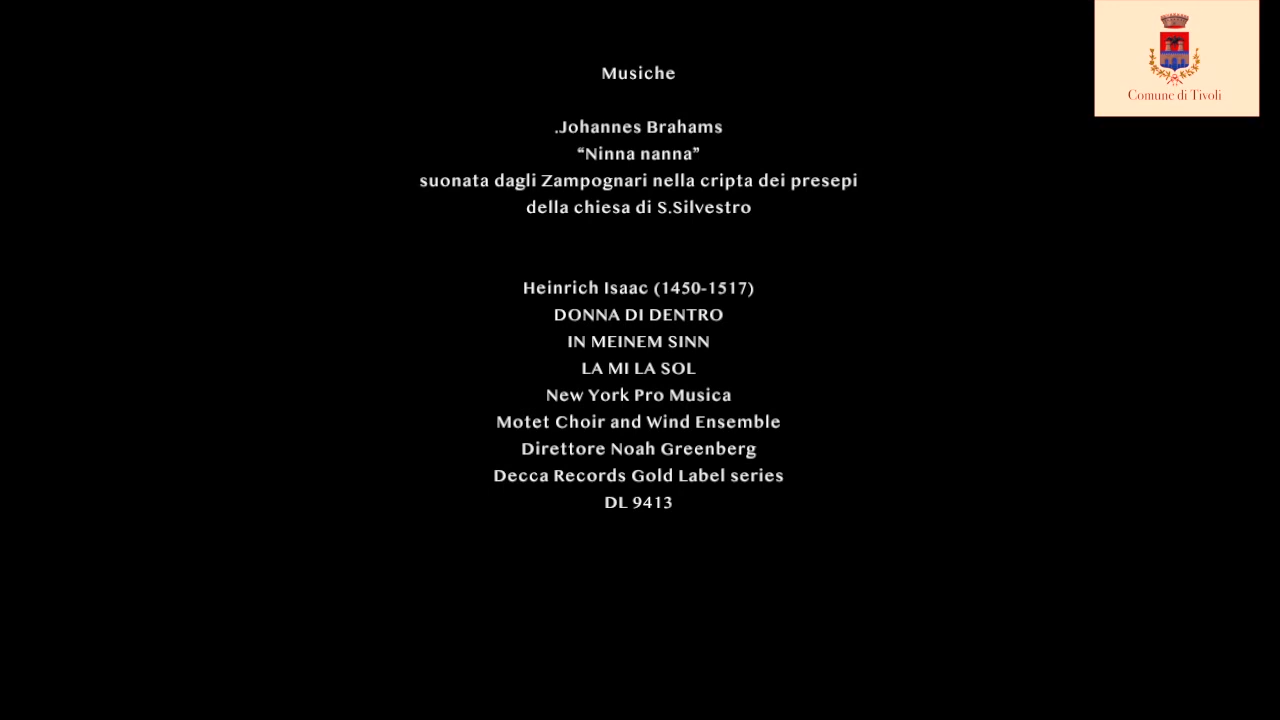 Musiche
.Johannes Brahams
“Ninna nanna”
suonata dagli Zampognari nella cripta dei presepi
della chiesa di S.Silvestro
Heinrich Isaac (1450-1517)
DONNA DI DENTRO
IN MEINEM SINN
LA MI LA SOL
New York Pro Musica
Motet Choir and Wind Ensemble
Direttore Noah Greenberg
Decca Records Gold Label series
DL 9413
Comune di Tivoli